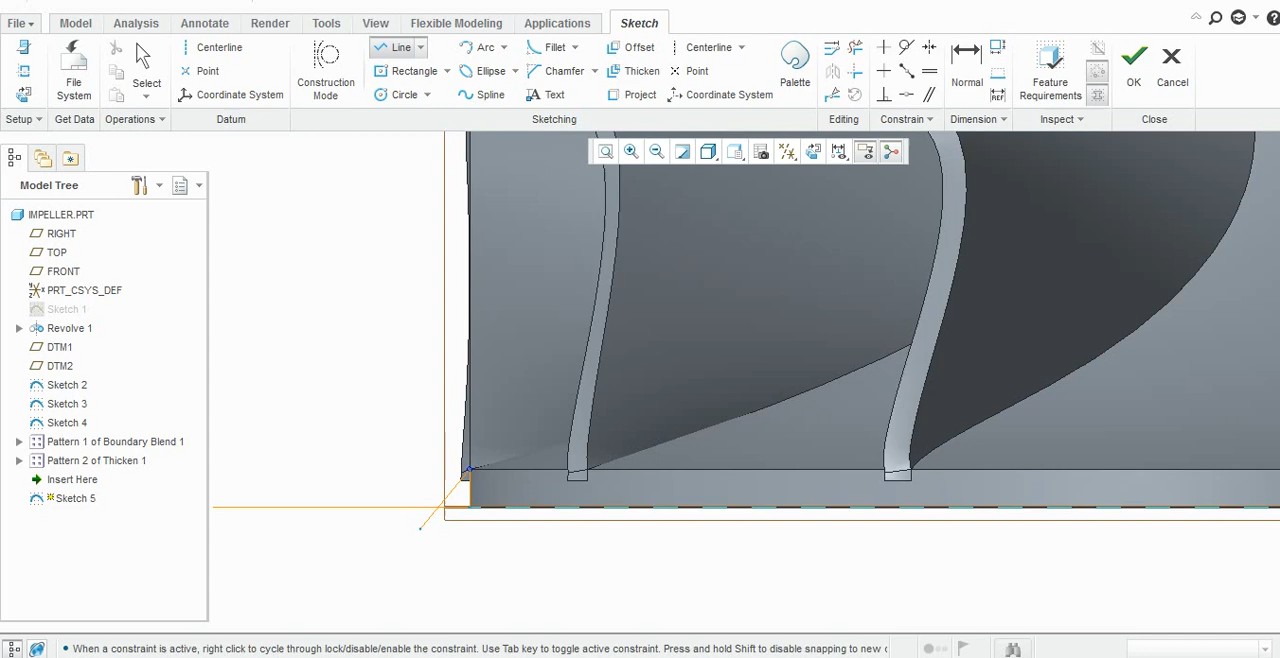 File Model Analysis Annotate Render Tools View Flexible Modeling Applications Sketch
Centerline Line Arc Fillet Offset Centerline
Point Rectangle Ellipse Chamfer Thicken Point
File System Select Coordinate System Construction Mode Circle Spline Text Project Coordinate System Palette Normal REF Feature Requirements OK Cancel
Setup Get Data Operations Datum Sketching Editing Constrain Dimension Inspect Close
Model Tree
IMPELLER.PRT
RIGHT
TOP
FRONT
PRT_CSYS_DEF
Sketch 1
Revolve 1
DTM1
DTM2
Sketch 2
Sketch 3
Sketch 4
Pattern 1 of Boundary Blend 1
Pattern 2 of Thicken 1
Insert Here
Sketch 5
• When a constraint is active, right click to cycle through lock/disable/enable the constraint. Use Tab key to toggle active constraint. Press and hold Shift to disable snapping to new c